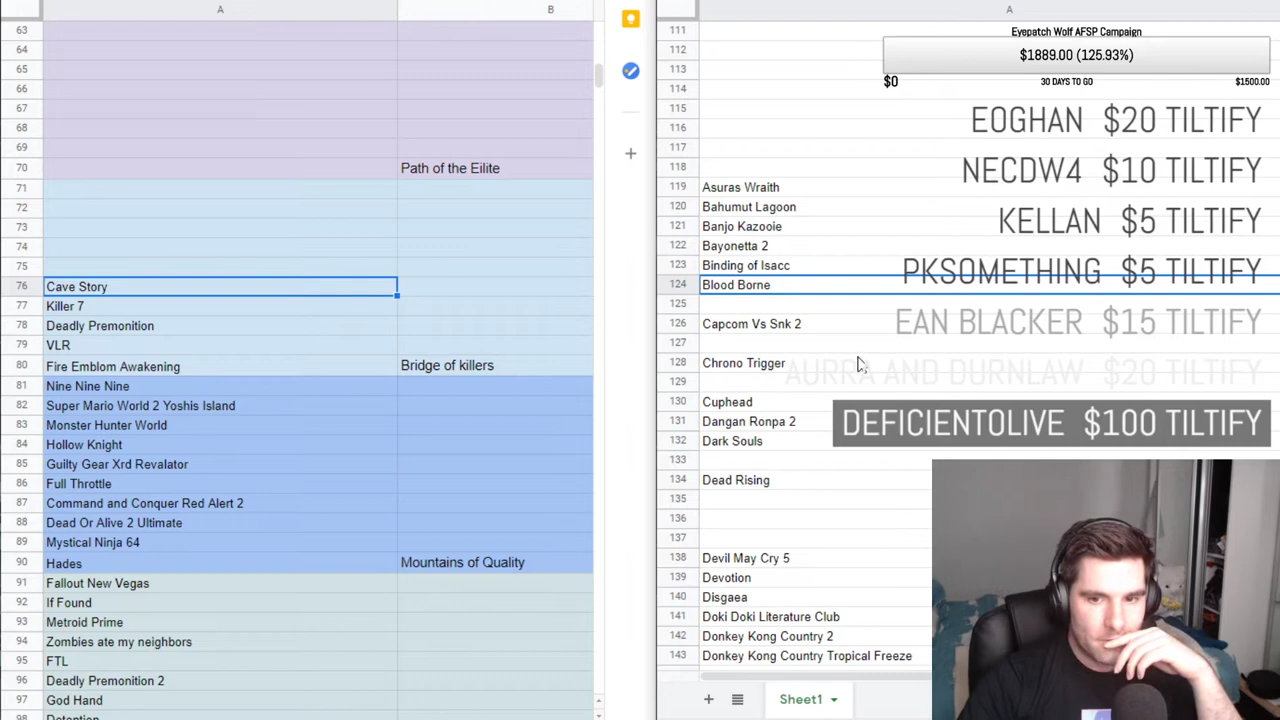 A
B
63
64
65
66
67
68
69
70
Path of the Eilite
71
72
73
74
75
76
Cave Story
77
Killer 7
78
Deadly Premonition
79
VLR
80
Fire Emblom Awakening
Bridge of killers
81
Nine Nine Nine
82
Super Mario World 2 Yoshis Island
83
Monster Hunter World
84
Hollow Knight
85
Guilty Gear Xrd Revalator
86
Full Throttle
87
Command and Conquer Red Alert 2
88
Dead Or Alive 2 Ultimate
89
Mystical Ninja 64
90
Hades
Mountains of Quality
91
Fallout New Vegas
92
If Found
93
Metroid Prime
94
Zombies ate my neighbors
95
FTL
96
Deadly Premonition 2
97
God Hand
98
Detention
A
111
112
113
114
115
116
117
118
119
Asuras Wraith
120
Bahumut Lagoon
121
Banjo Kazooie
122
Bayonetta 2
123
Binding of Isacc
124
Blood Borne
125
126
Capcom Vs Snk 2
127
128
Chrono Trigger
129
130
Cuphead
131
Dangan Ronpa 2
132
Dark Souls
133
134
Dead Rising
135
136
137
138
Devil May Cry 5
139
Devotion
140
Disgaea
141
Doki Doki Literature Club
142
Donkey Kong Country 2
143
Donkey Kong Country Tropical Freeze
Sheet1
Eyepatch Wolf AFSP Campaign
$1889.00 (125.93%)
$0
30 DAYS TO GO
$1500.00
EOGHAN $20 TILTIFY
NECDW4 $10 TILTIFY
KELLAN $5 TILTIFY
PKSOMETHING $5 TILTIFY
EAN BLACKER $15 TILTIFY
AURRA AND DURNLAW $20 TILTIFY
DEFICIENTOLIVE $100 TILTIFY